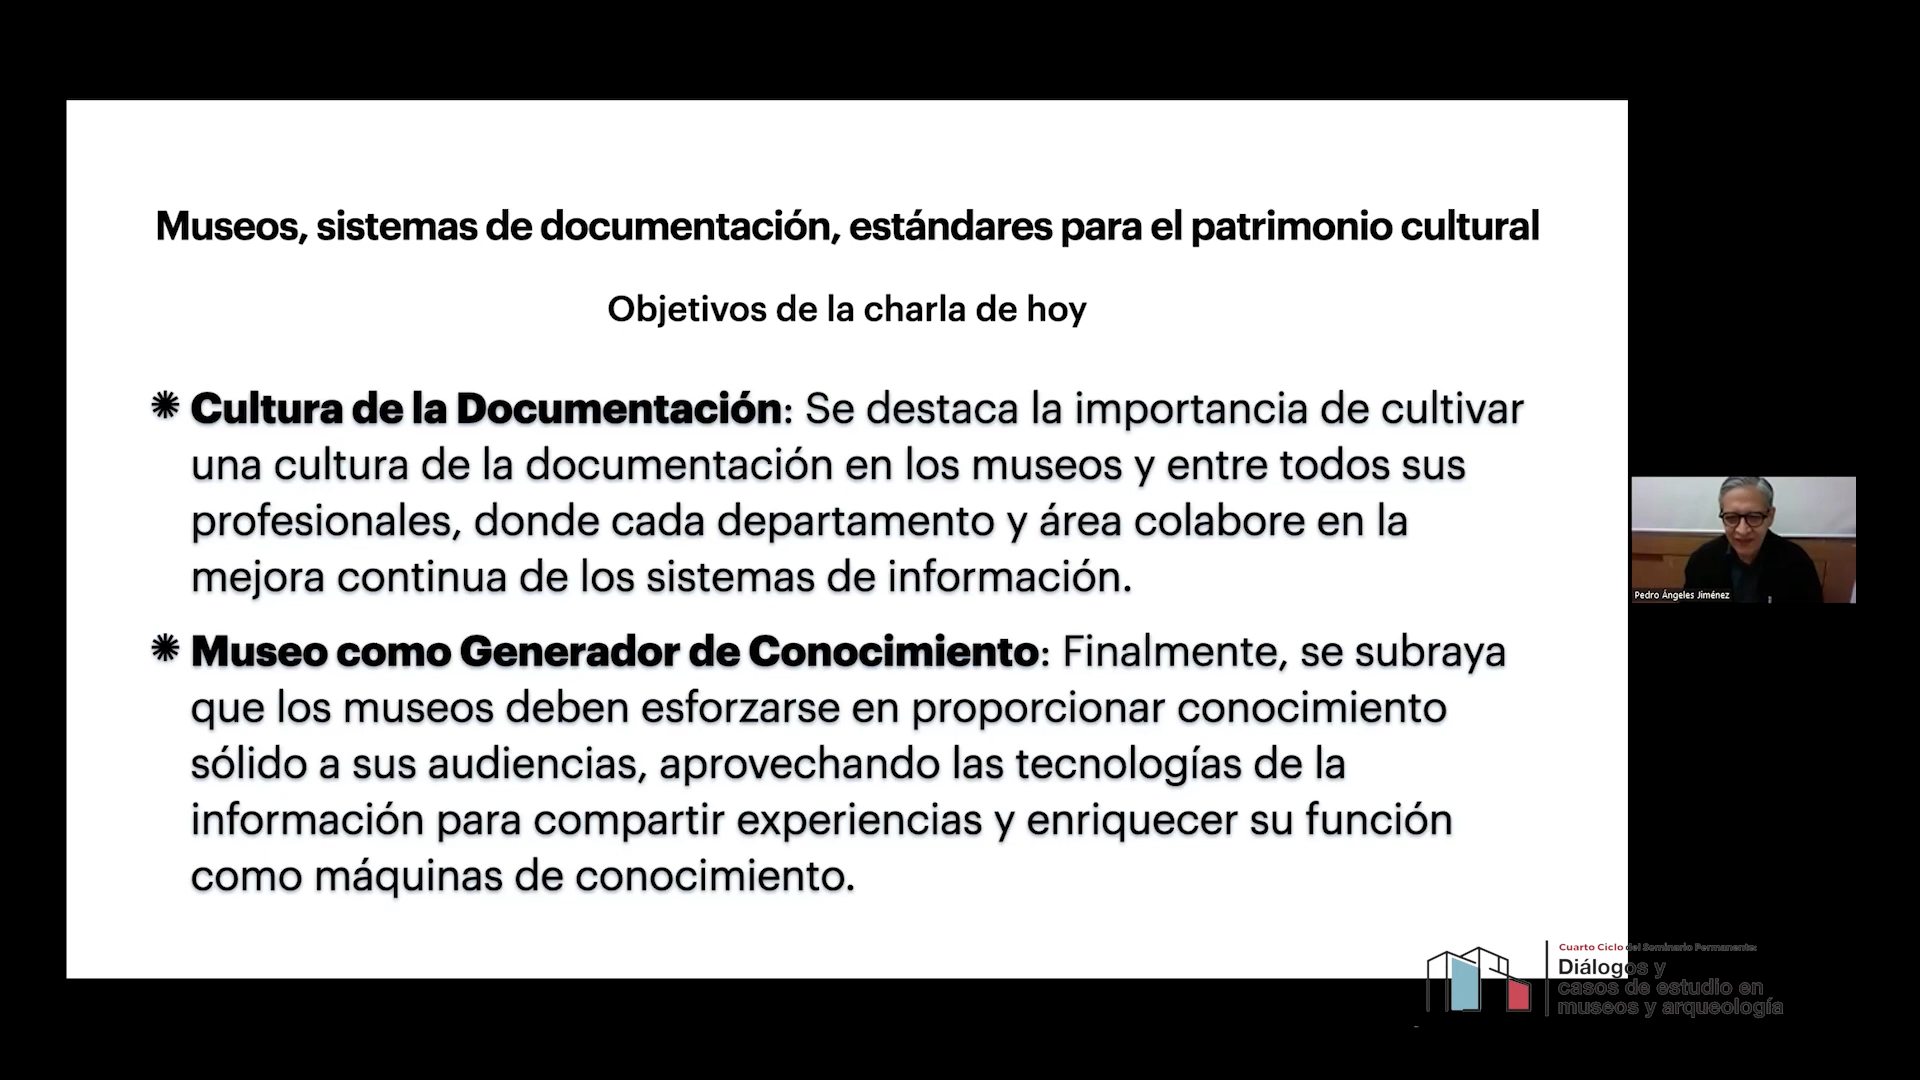 Museos, sistemas de documentación, estándares para el patrimonio cultural
Objetivos de la charla de hoy
✹ Cultura de la Documentación: Se destaca la importancia de cultivar
una cultura de la documentación en los museos y entre todos sus
profesionales, donde cada departamento y área colabore en la
mejora continua de los sistemas de información.
✹ Museo como Generador de Conocimiento: Finalmente, se subraya
que los museos deben esforzarse en proporcionar conocimiento
sólido a sus audiencias, aprovechando las tecnologías de la
información para compartir experiencias y enriquecer su función
como máquinas de conocimiento.
Pedro Ángeles Jiménez
Cuarto Ciclo del Seminario Permanente:
Diálogos y
casos de estudio en
museos y arqueología